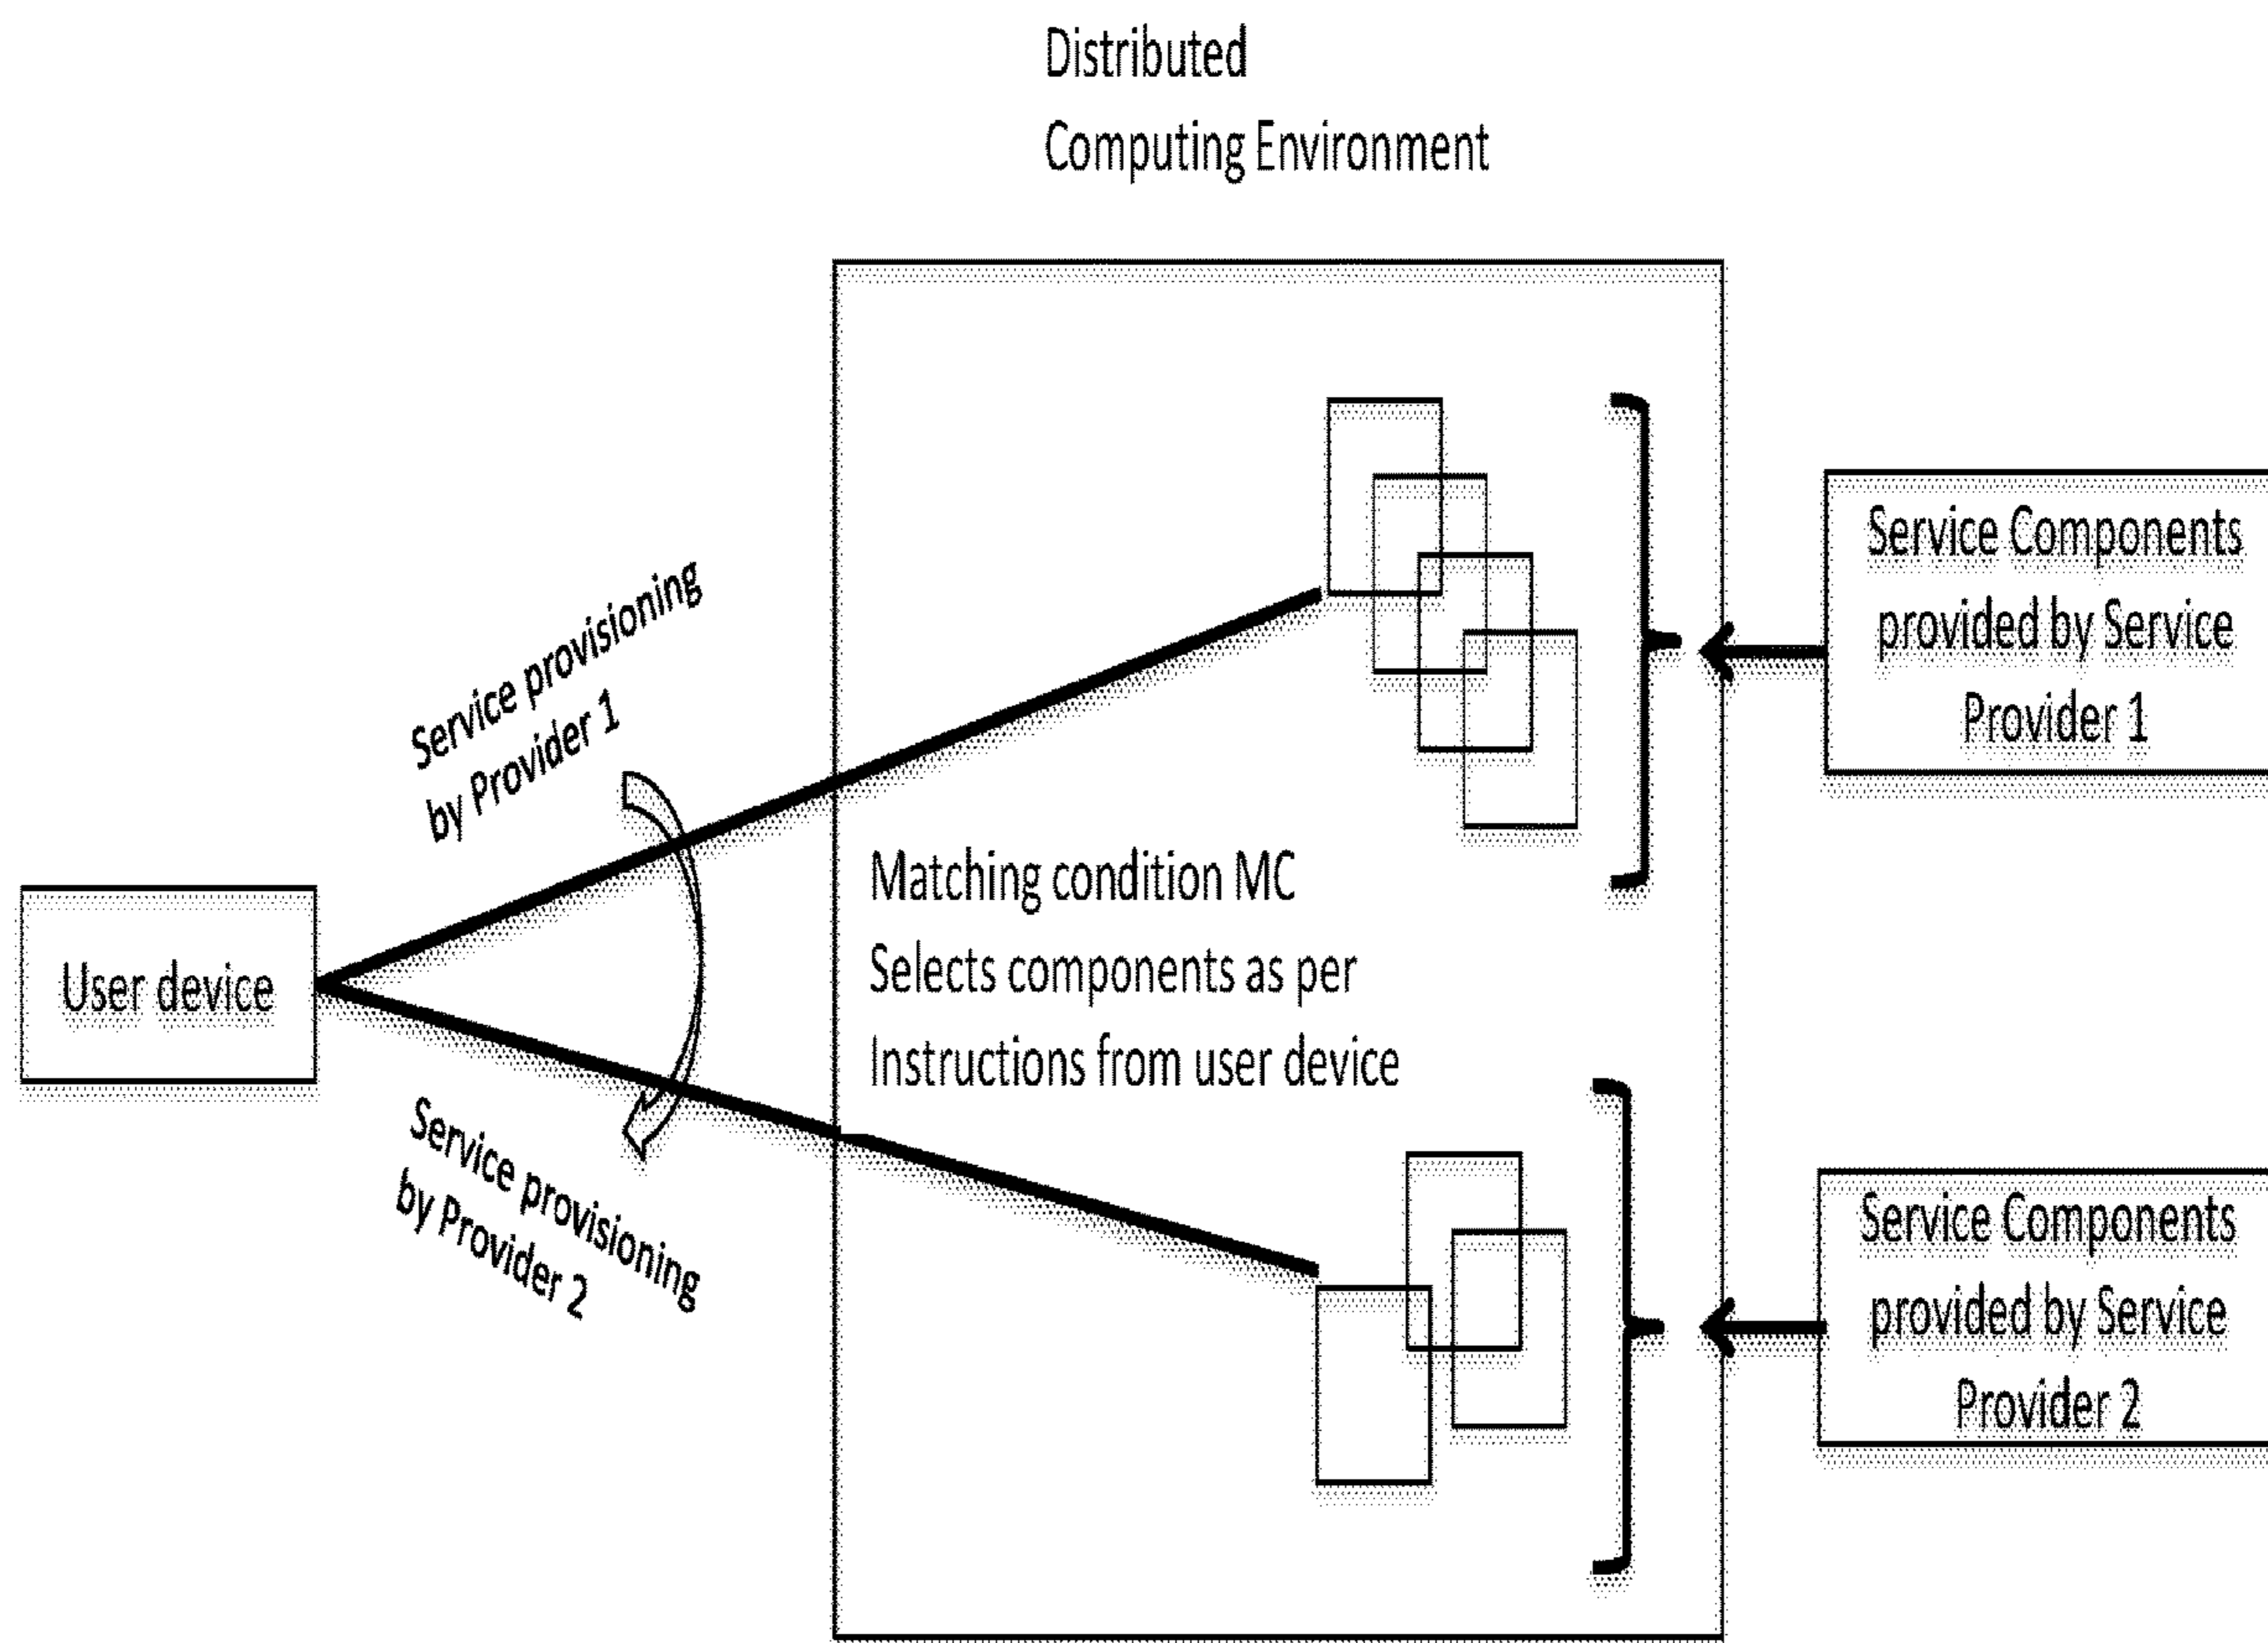 Distributed
Computing Environment
Service provisioning
by Provider 1
Service Components
provided by Service
Provider 1
Matching condition MC
Selects components as per
Instructions from user device
User device
Service provisioning
by Provider 2
Service Components
provided by Service
Provider 2